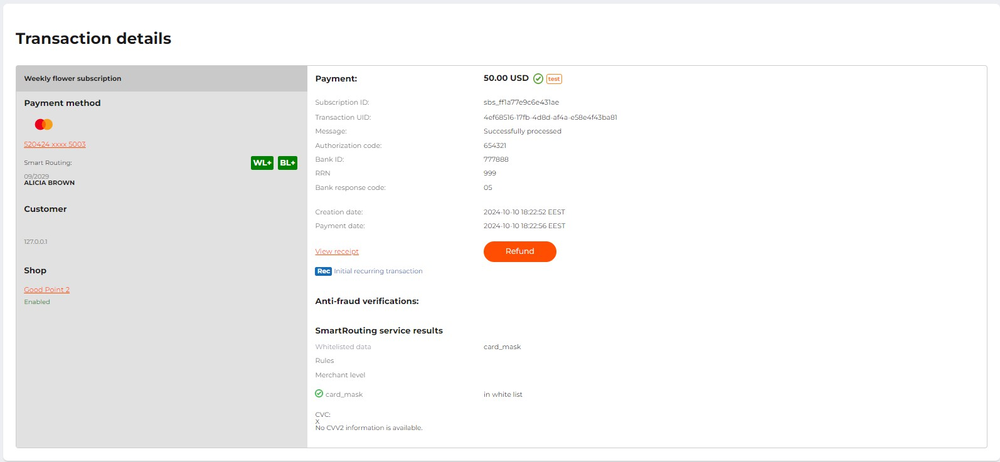 Transaction details
Weekly flower subscription
Payment method
520424 xxxx 5003
Smart Routing:
WL+ BL+
09/2029
ALICIA BROWN
Customer
127.0.0.1
Shop
Good Point 2
Enabled
Payment: 50.00 USD test
Subscription ID: sbs_ff1a77e9c6e431ae
Transaction UID: 4ef68516-17fb-4d8d-af4a-e58e4f43ba81
Message: Successfully processed
Authorization code: 654321
Bank ID: 777888
RRN 999
Bank response code: 05
Creation date: 2024-10-10 18:22:52 EEST
Payment date: 2024-10-10 18:22:56 EEST
View receipt Refund
Rec Initial recurring transaction
Anti-fraud verifications:
SmartRouting service results
Whitelisted data card_mask
Rules
Merchant level
card_mask in white list
CVC:
X
No CVV2 information is available.